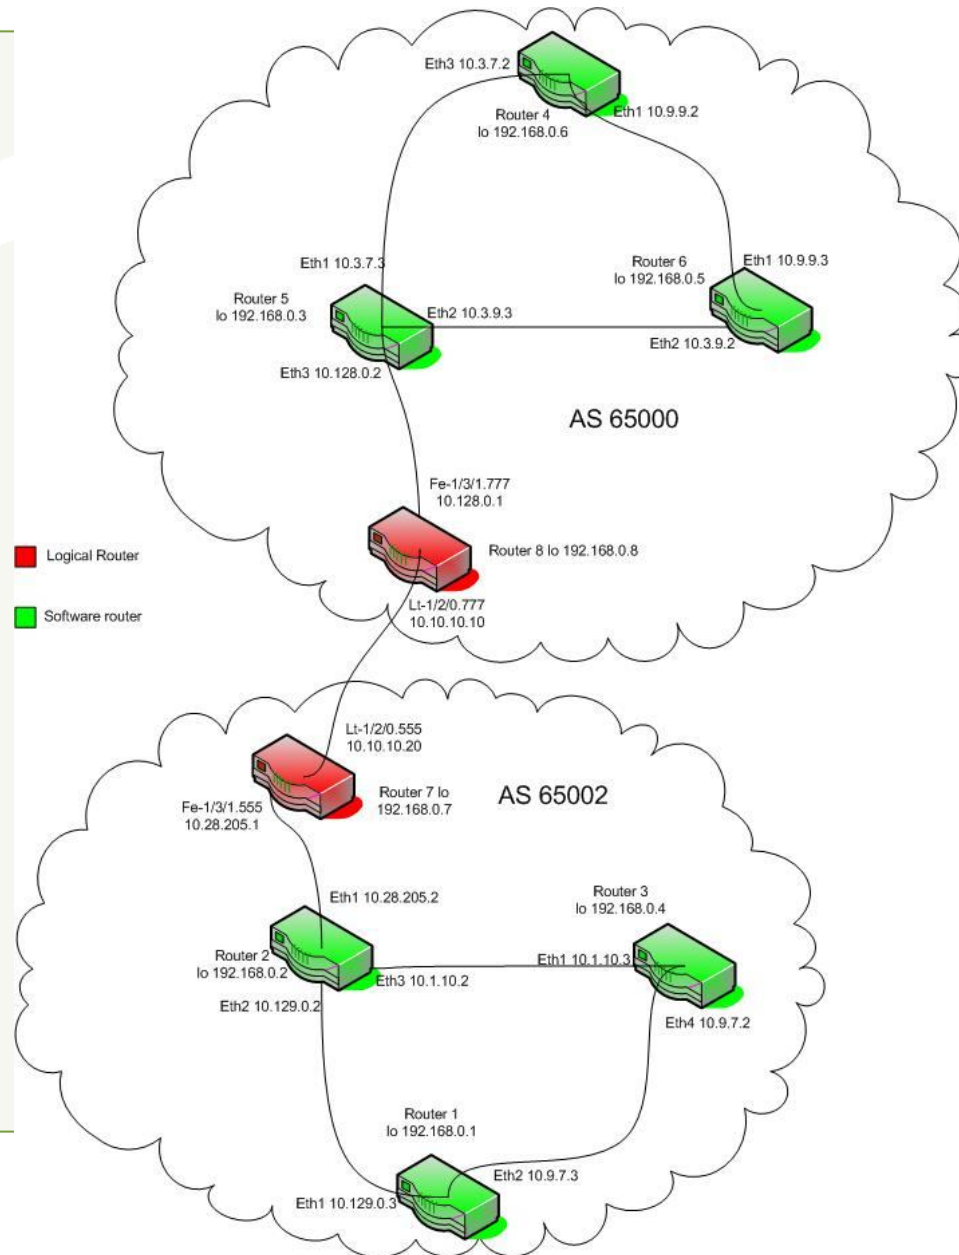 Eth3 10.3.7.2
Router 4
lo 192.168.0.6
Eth1 10.9.9.2
Eth1 10.3.7.3
Router 6
lo 192.168.0.5
Eth1 10.9.9.3
Router 5
lo 192.168.0.3
Eth2 10.3.9.3
Eth2 10.3.9.2
Eth3 10.128.0.2
AS 65000
Fe-1/3/1.777
10.128.0.1
Logical Router
Router 8 lo 192.168.0.8
Software router
Lt-1/2/0.777
10.10.10.10
Lt-1/2/0.555
10.10.10.20
AS 65002
Router 7 lo
192.168.0.7
Fe-1/3/1.555
10.28.205.1
Eth1 10.28.205.2
Router 3
lo 192.168.0.4
Router 2
lo 192.168.0.2
Eth1 10.1.10.3
Eth3 10.1.10.2
Eth2 10.129.0.2
Eth4 10.9.7.2
Router 1
lo 192.168.0.1
Eth2 10.9.7.3
Eth1 10.129.0.3